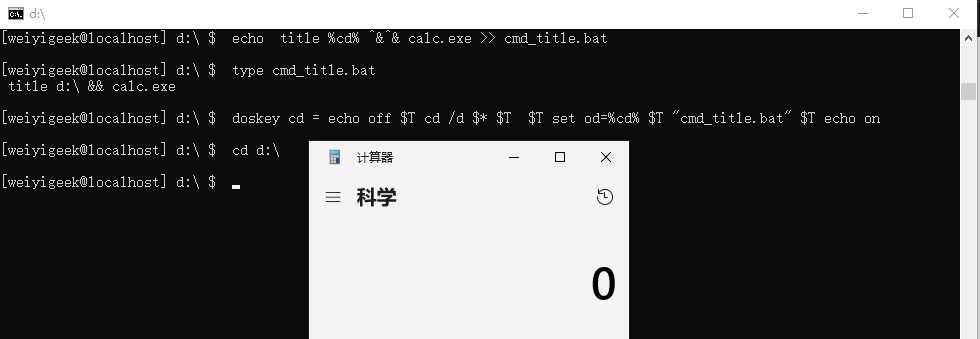 d:\
[weiyigeek@localhost] d:\ $  echo  title %cd% ^&^& calc.exe >> cmd_title.bat
[weiyigeek@localhost] d:\ $  type cmd_title.bat
 title d:\ && calc.exe
[weiyigeek@localhost] d:\ $  doskey cd = echo off $T cd /d $* $T  $T set od=%cd% $T "cmd_title.bat" $T echo on
[weiyigeek@localhost] d:\ $  cd d:\
[weiyigeek@localhost] d:\ $
计算器
科学
0